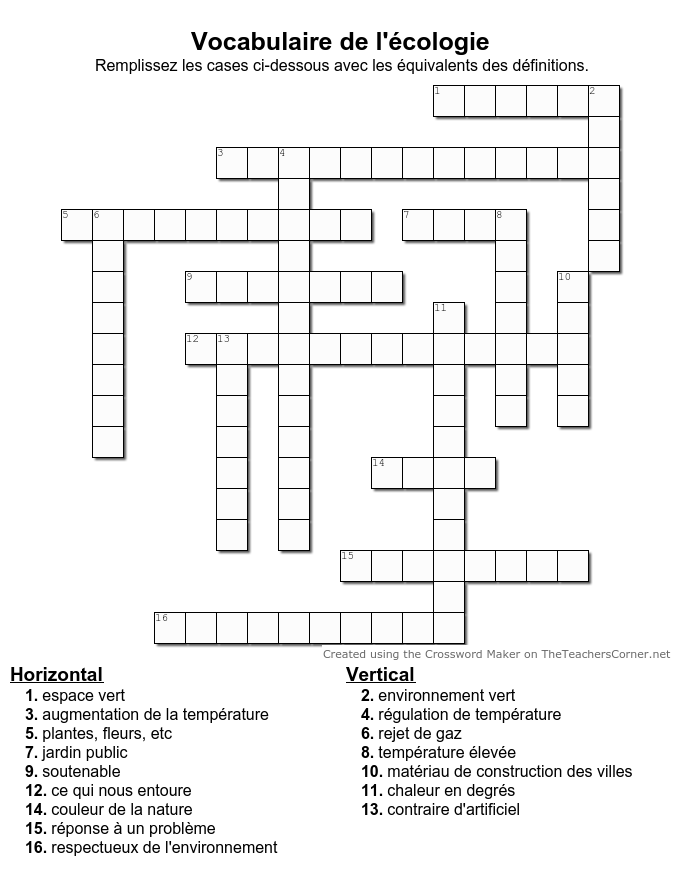 Vocabulaire de l'écologie
Remplissez les cases ci-dessous avec les équivalents des définitions.
1 2
3 4
5 6 7 8
9 10
11
12 13
14
15
16
Created using the Crossword Maker on TheTeachersCorner.net
Horizontal
1. espace vert
3. augmentation de la température
5. plantes, fleurs, etc
7. jardin public
9. soutenable
12. ce qui nous entoure
14. couleur de la nature
15. réponse à un problème
16. respectueux de l'environnement
Vertical
2. environnement vert
4. régulation de température
6. rejet de gaz
8. température élevée
10. matériau de construction des villes
11. chaleur en degrés
13. contraire d'artificiel